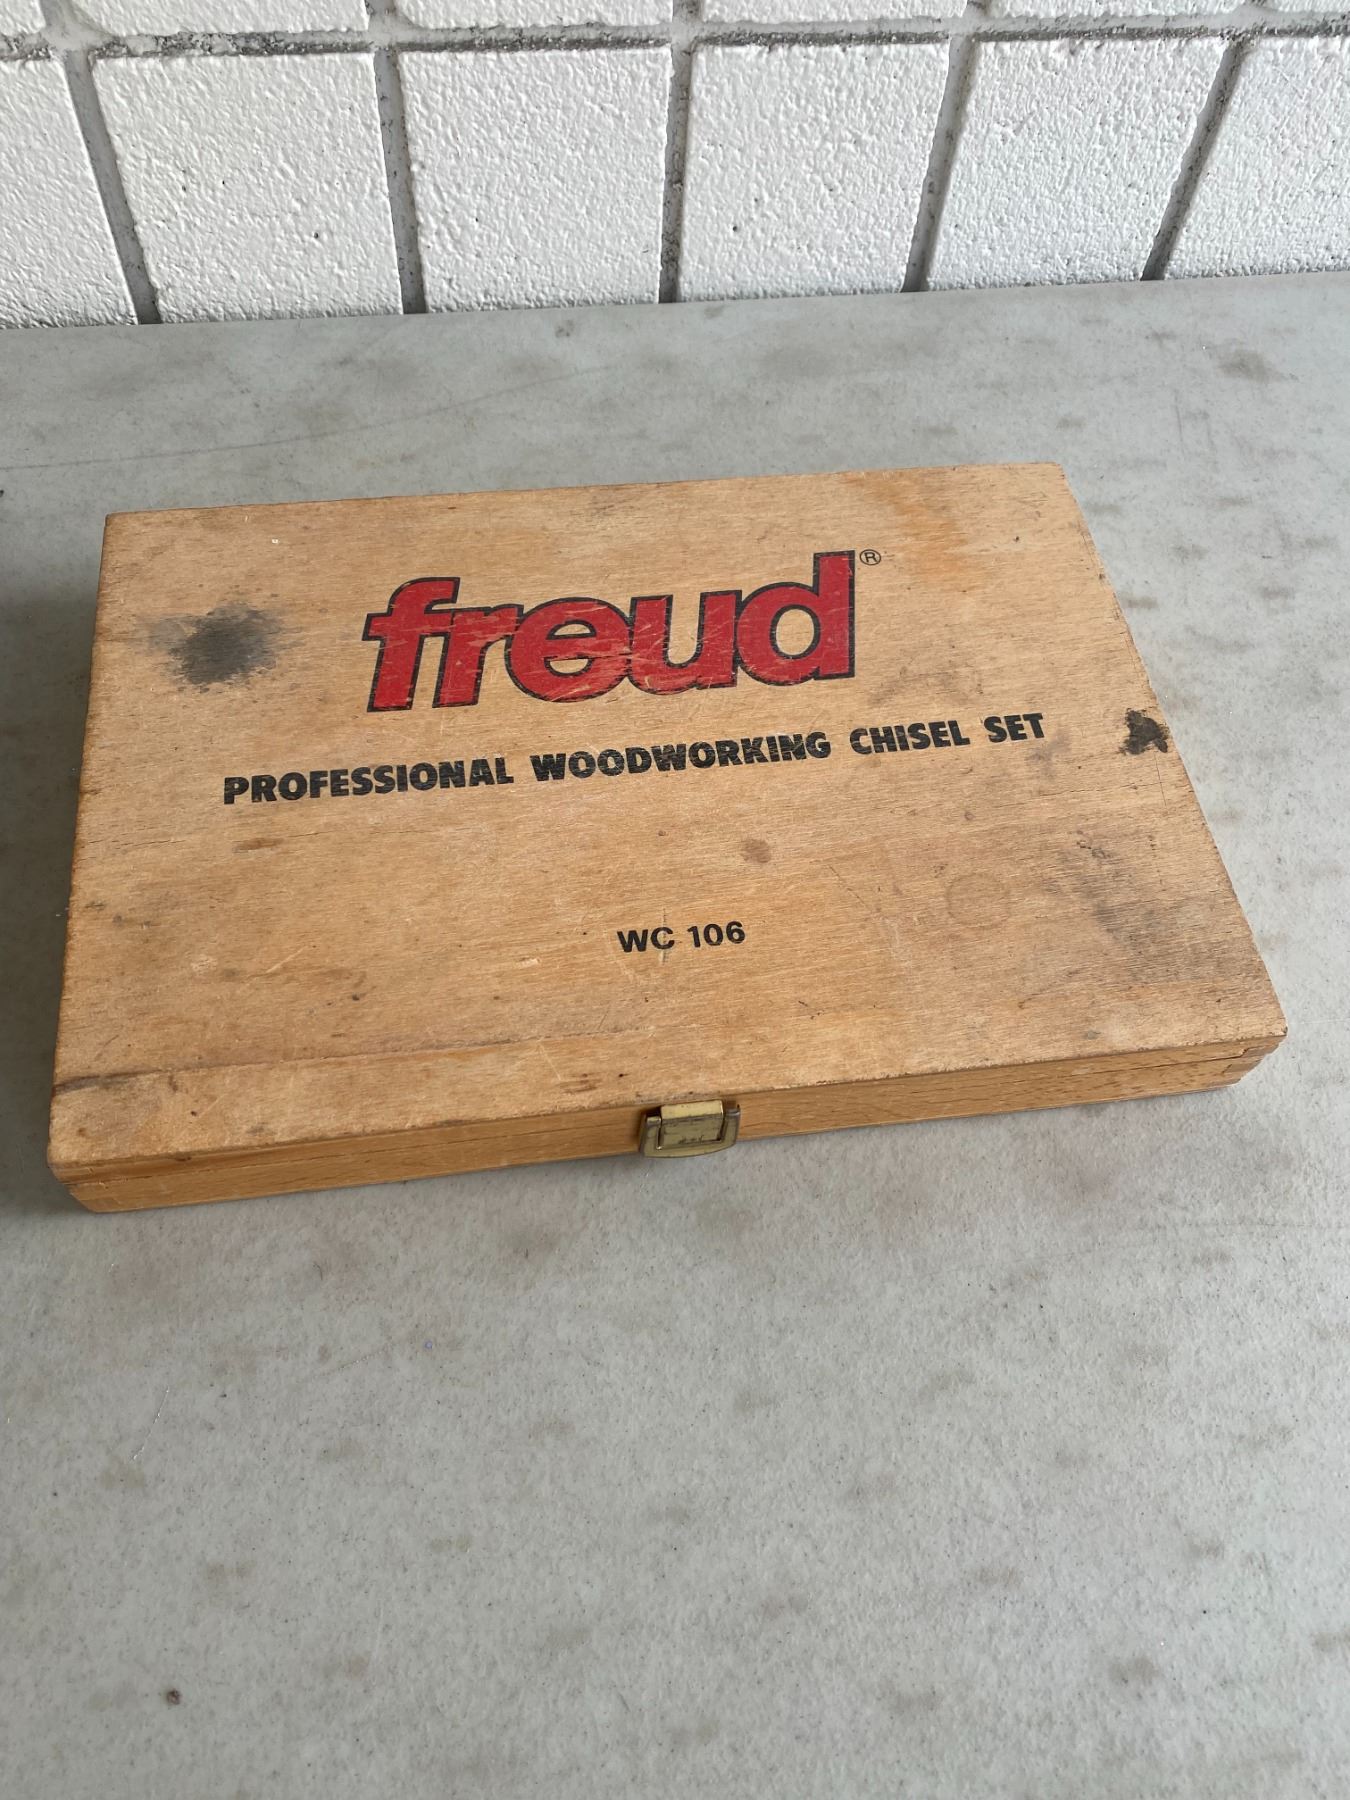 freud®
PROFESSIONAL WOODWORKING CHISEL SET
WC 106